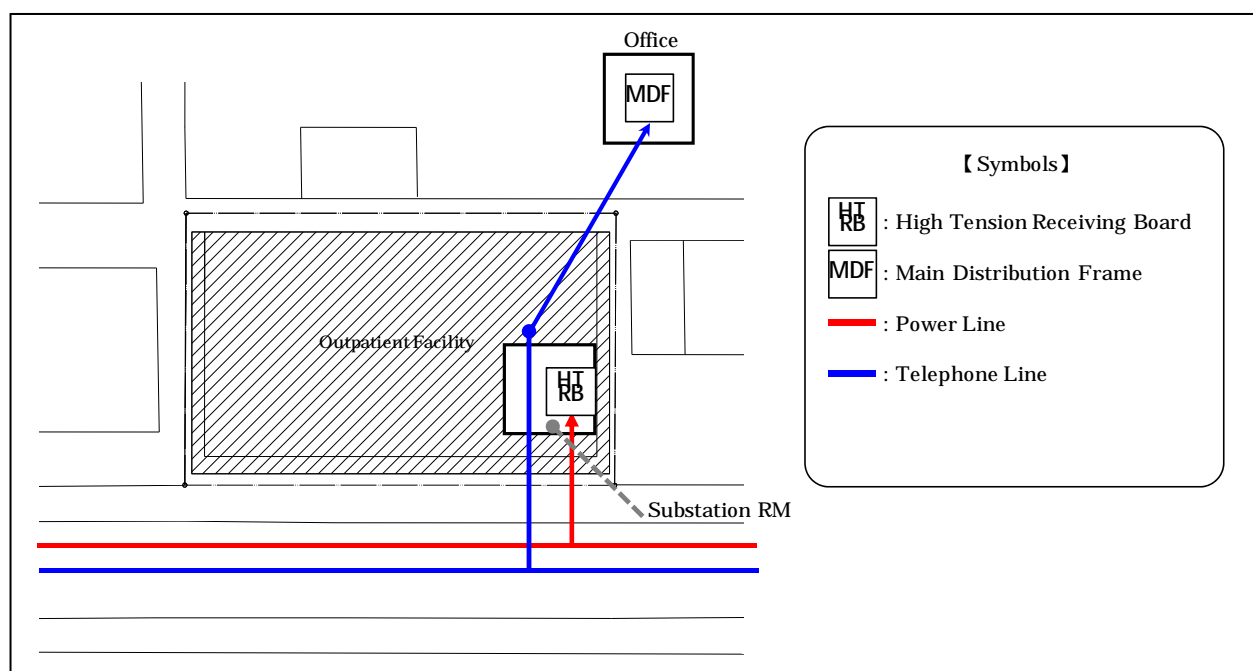 Office
MDF
【Symbols】
HT
RB
: High Tension Receiving Board
MDF
: Main Distribution Frame
: Power Line
: Telephone Line
Outpatient Facility
HT
RB
Substation RM